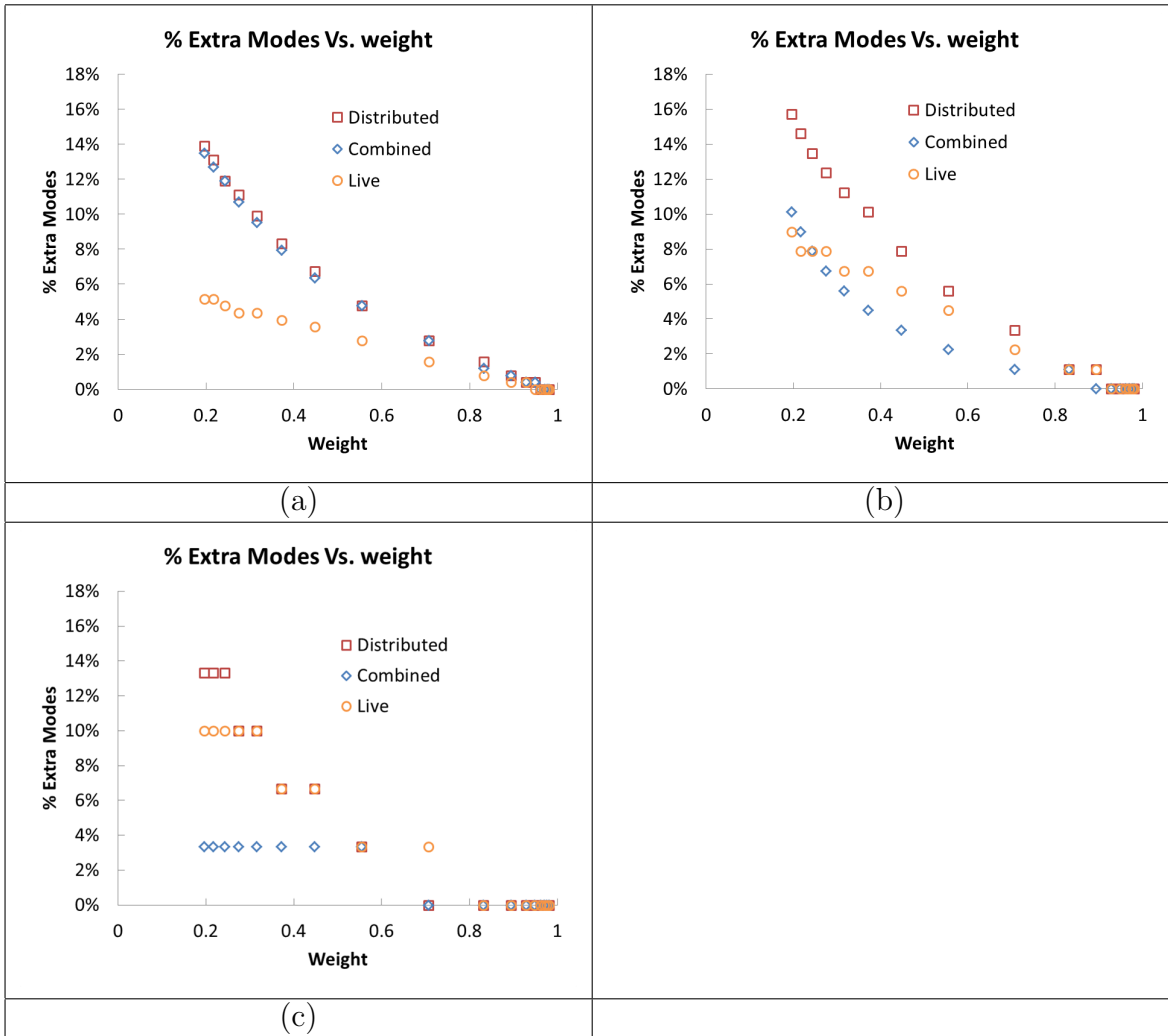 % Extra Modes Vs. weight
18%
16%
14%
12%
10%
8%
6%
4%
2%
0%
% Extra Modes
Distributed
Combined
Live
0 0.2 0.4 0.6 0.8 1
Weight
(a)
% Extra Modes Vs. weight
18%
16%
14%
12%
10%
8%
6%
4%
2%
0%
% Extra Modes
Distributed
Combined
Live
0 0.2 0.4 0.6 0.8 1
Weight
(b)
% Extra Modes Vs. weight
18%
16%
14%
12%
10%
8%
6%
4%
2%
0%
% Extra Modes
Distributed
Combined
Live
0 0.2 0.4 0.6 0.8 1
Weight
(c)